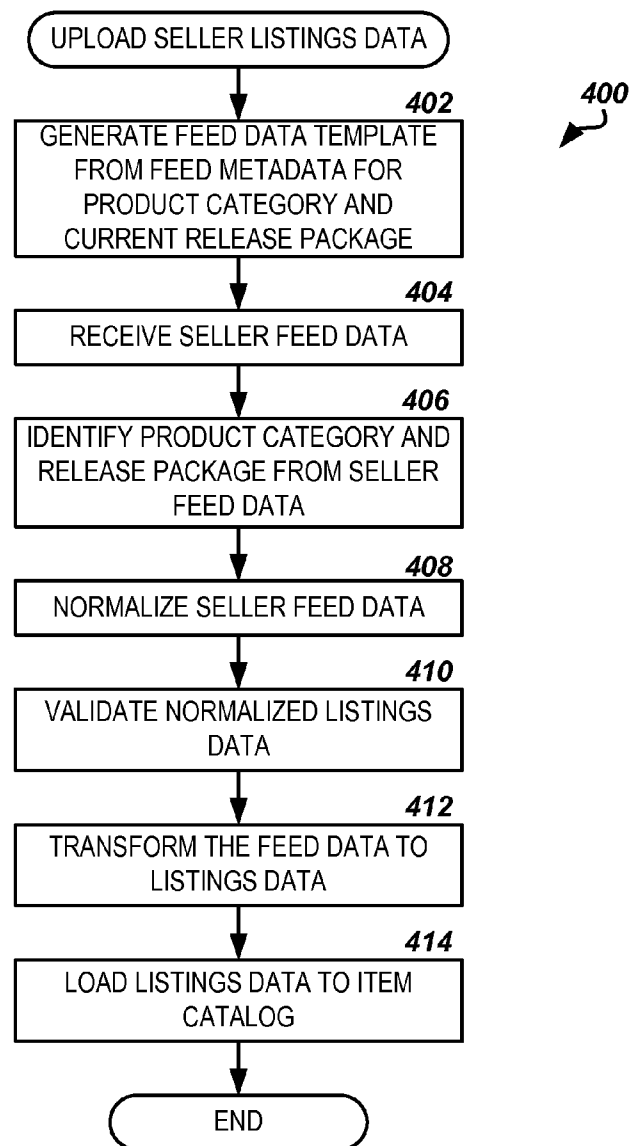 UPLOAD SELLER LISTINGS DATA
400
402
GENERATE FEED DATA TEMPLATE
FROM FEED METADATA FOR
PRODUCT CATEGORY AND
CURRENT RELEASE PACKAGE
404
RECEIVE SELLER FEED DATA
406
IDENTIFY PRODUCT CATEGORY AND
RELEASE PACKAGE FROM SELLER
FEED DATA
408
NORMALIZE SELLER FEED DATA
410
VALIDATE NORMALIZED LISTINGS
DATA
412
TRANSFORM THE FEED DATA TO
LISTINGS DATA
414
LOAD LISTINGS DATA TO ITEM
CATALOG
END